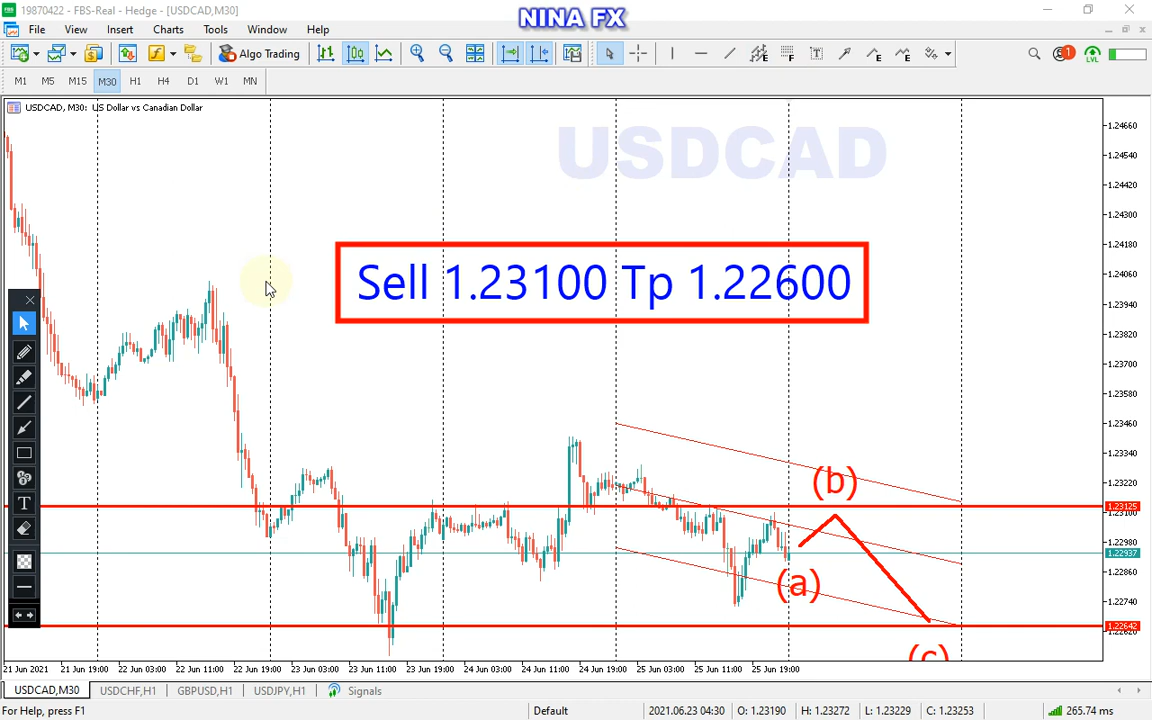 19870422 - FBS-Real - Hedge - [USDCAD,M30]
NINA FX
File View Insert Charts Tools Window Help
Algo Trading
M1 M5 M15 M30 H1 H4 D1 W1 MN
USDCAD, M30: US Dollar vs Canadian Dollar
USDCAD
Sell 1.23100 Tp 1.22600
1.24660
1.24540
1.24420
1.24300
1.24180
1.24060
1.23940
1.23820
1.23700
1.23580
1.23460
1.23340
1.23220
(b)
1.23125
1.23100
1.22980
1.22937
1.22860
(a)
1.22740
1.22642
(c)
21 Jun 2021 21 Jun 19:00 22 Jun 03:00 22 Jun 11:00 22 Jun 19:00 23 Jun 03:00 23 Jun 11:00 23 Jun 19:00 24 Jun 03:00 24 Jun 11:00 24 Jun 19:00 25 Jun 03:00 25 Jun 11:00 25 Jun 19:00
USDCAD,M30 USDCHF,H1 GBPUSD,H1 USDJPY,H1 Signals
For Help, press F1 Default 2021.06.23 04:30 O: 1.23190 H: 1.23272 L: 1.23229 C: 1.23253 265.74 ms